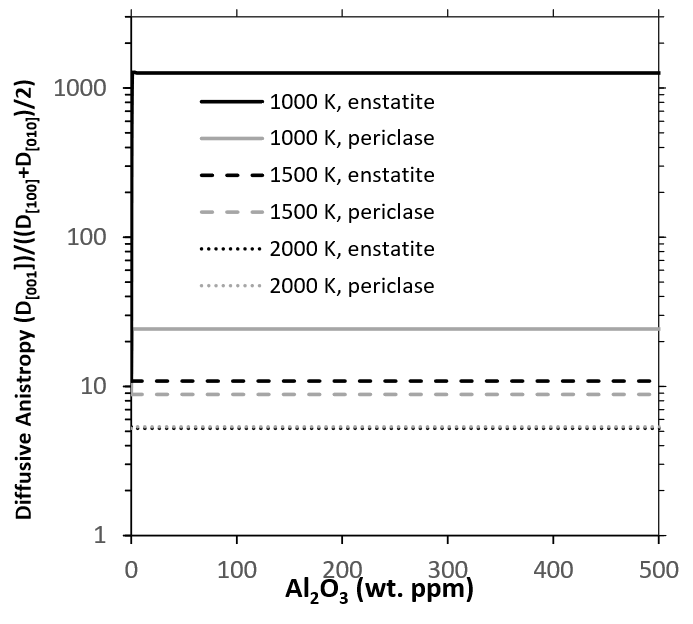 Diffusive Anistropy (D[001])/((D[100]+D[010])/2)
1000
100
10
1
1000 K, enstatite
1000 K, periclase
1500 K, enstatite
1500 K, periclase
2000 K, enstatite
2000 K, periclase
0 100 200 300 400 500
Al₂O₃ (wt. ppm)